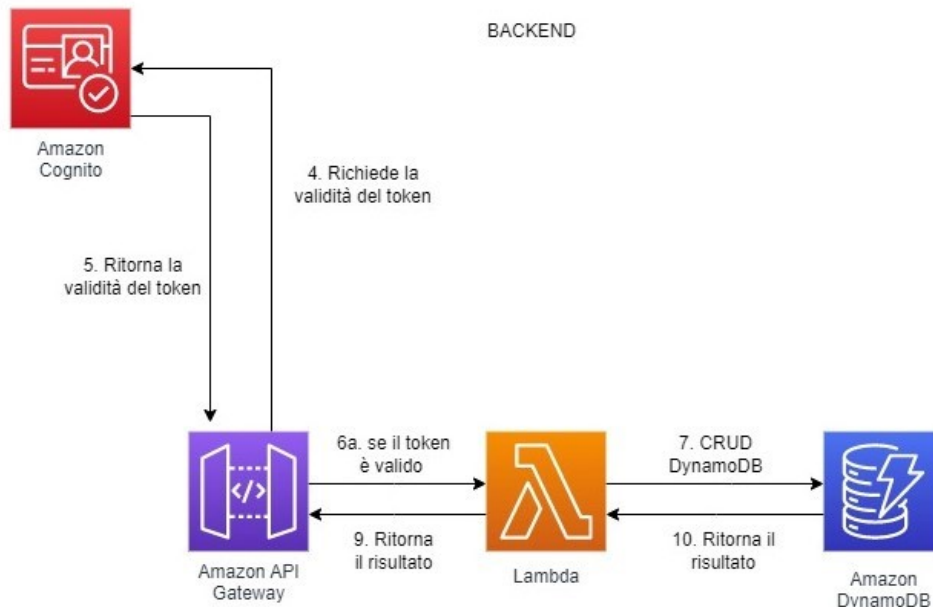 BACKEND
Amazon
Cognito
4. Richiede la
validità del token
5. Ritorna la
validità del token
6a. se il token
è valido
7. CRUD
DynamoDB
</>
9. Ritorna
il risultato
10. Ritorna il
risultato
Amazon API
Gateway
Lambda
Amazon
DynamoDB